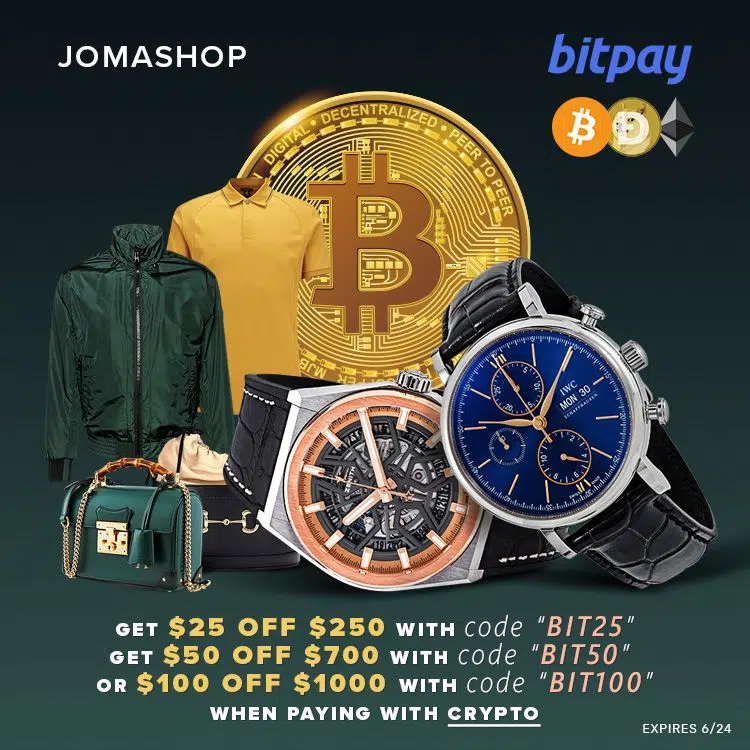 JOMASHOP
bitpay
DIGITAL • DECENTRALIZED • PEER TO PEER
IWC
MON 30
SCHAFFHAUSEN
ZENITH
GET $25 OFF $250 WITH code "BIT25"
GET $50 OFF $700 WITH code "BIT50"
OR $100 OFF $1000 WITH code "BIT100"
WHEN PAYING WITH CRYPTO
EXPIRES 6/24